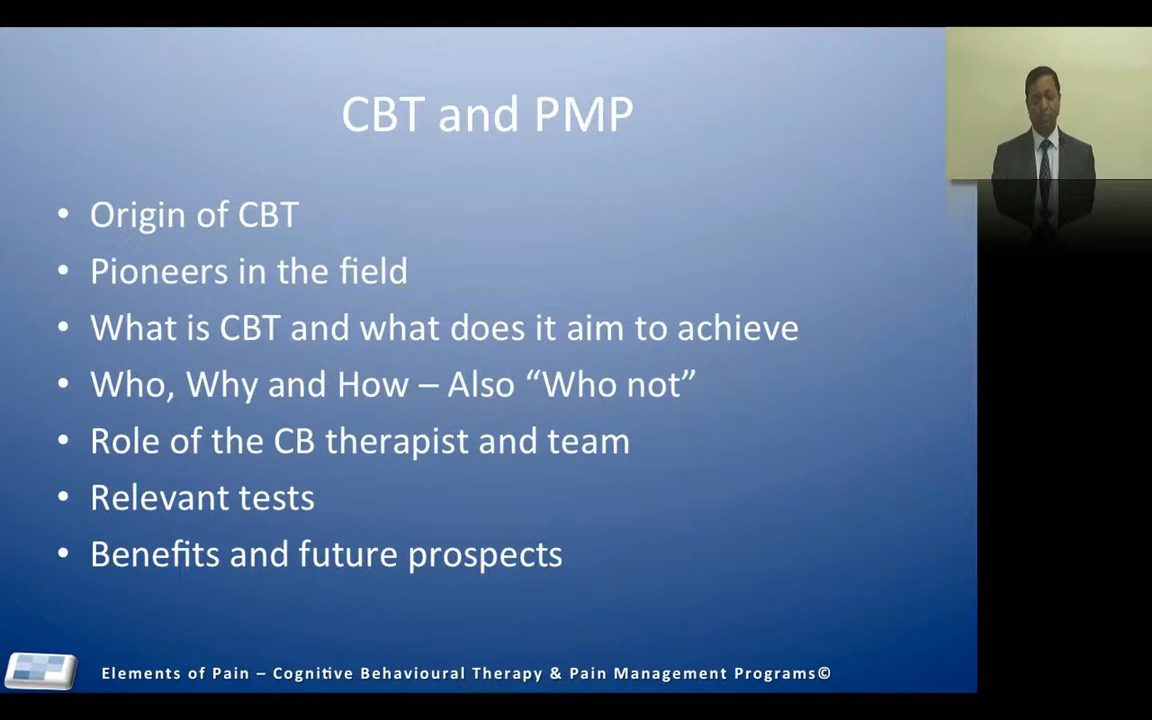 CBT and PMP
• Origin of CBT
• Pioneers in the field
• What is CBT and what does it aim to achieve
• Who, Why and How – Also “Who not”
• Role of the CB therapist and team
• Relevant tests
• Benefits and future prospects
Elements of Pain – Cognitive Behavioural Therapy & Pain Management Programs©